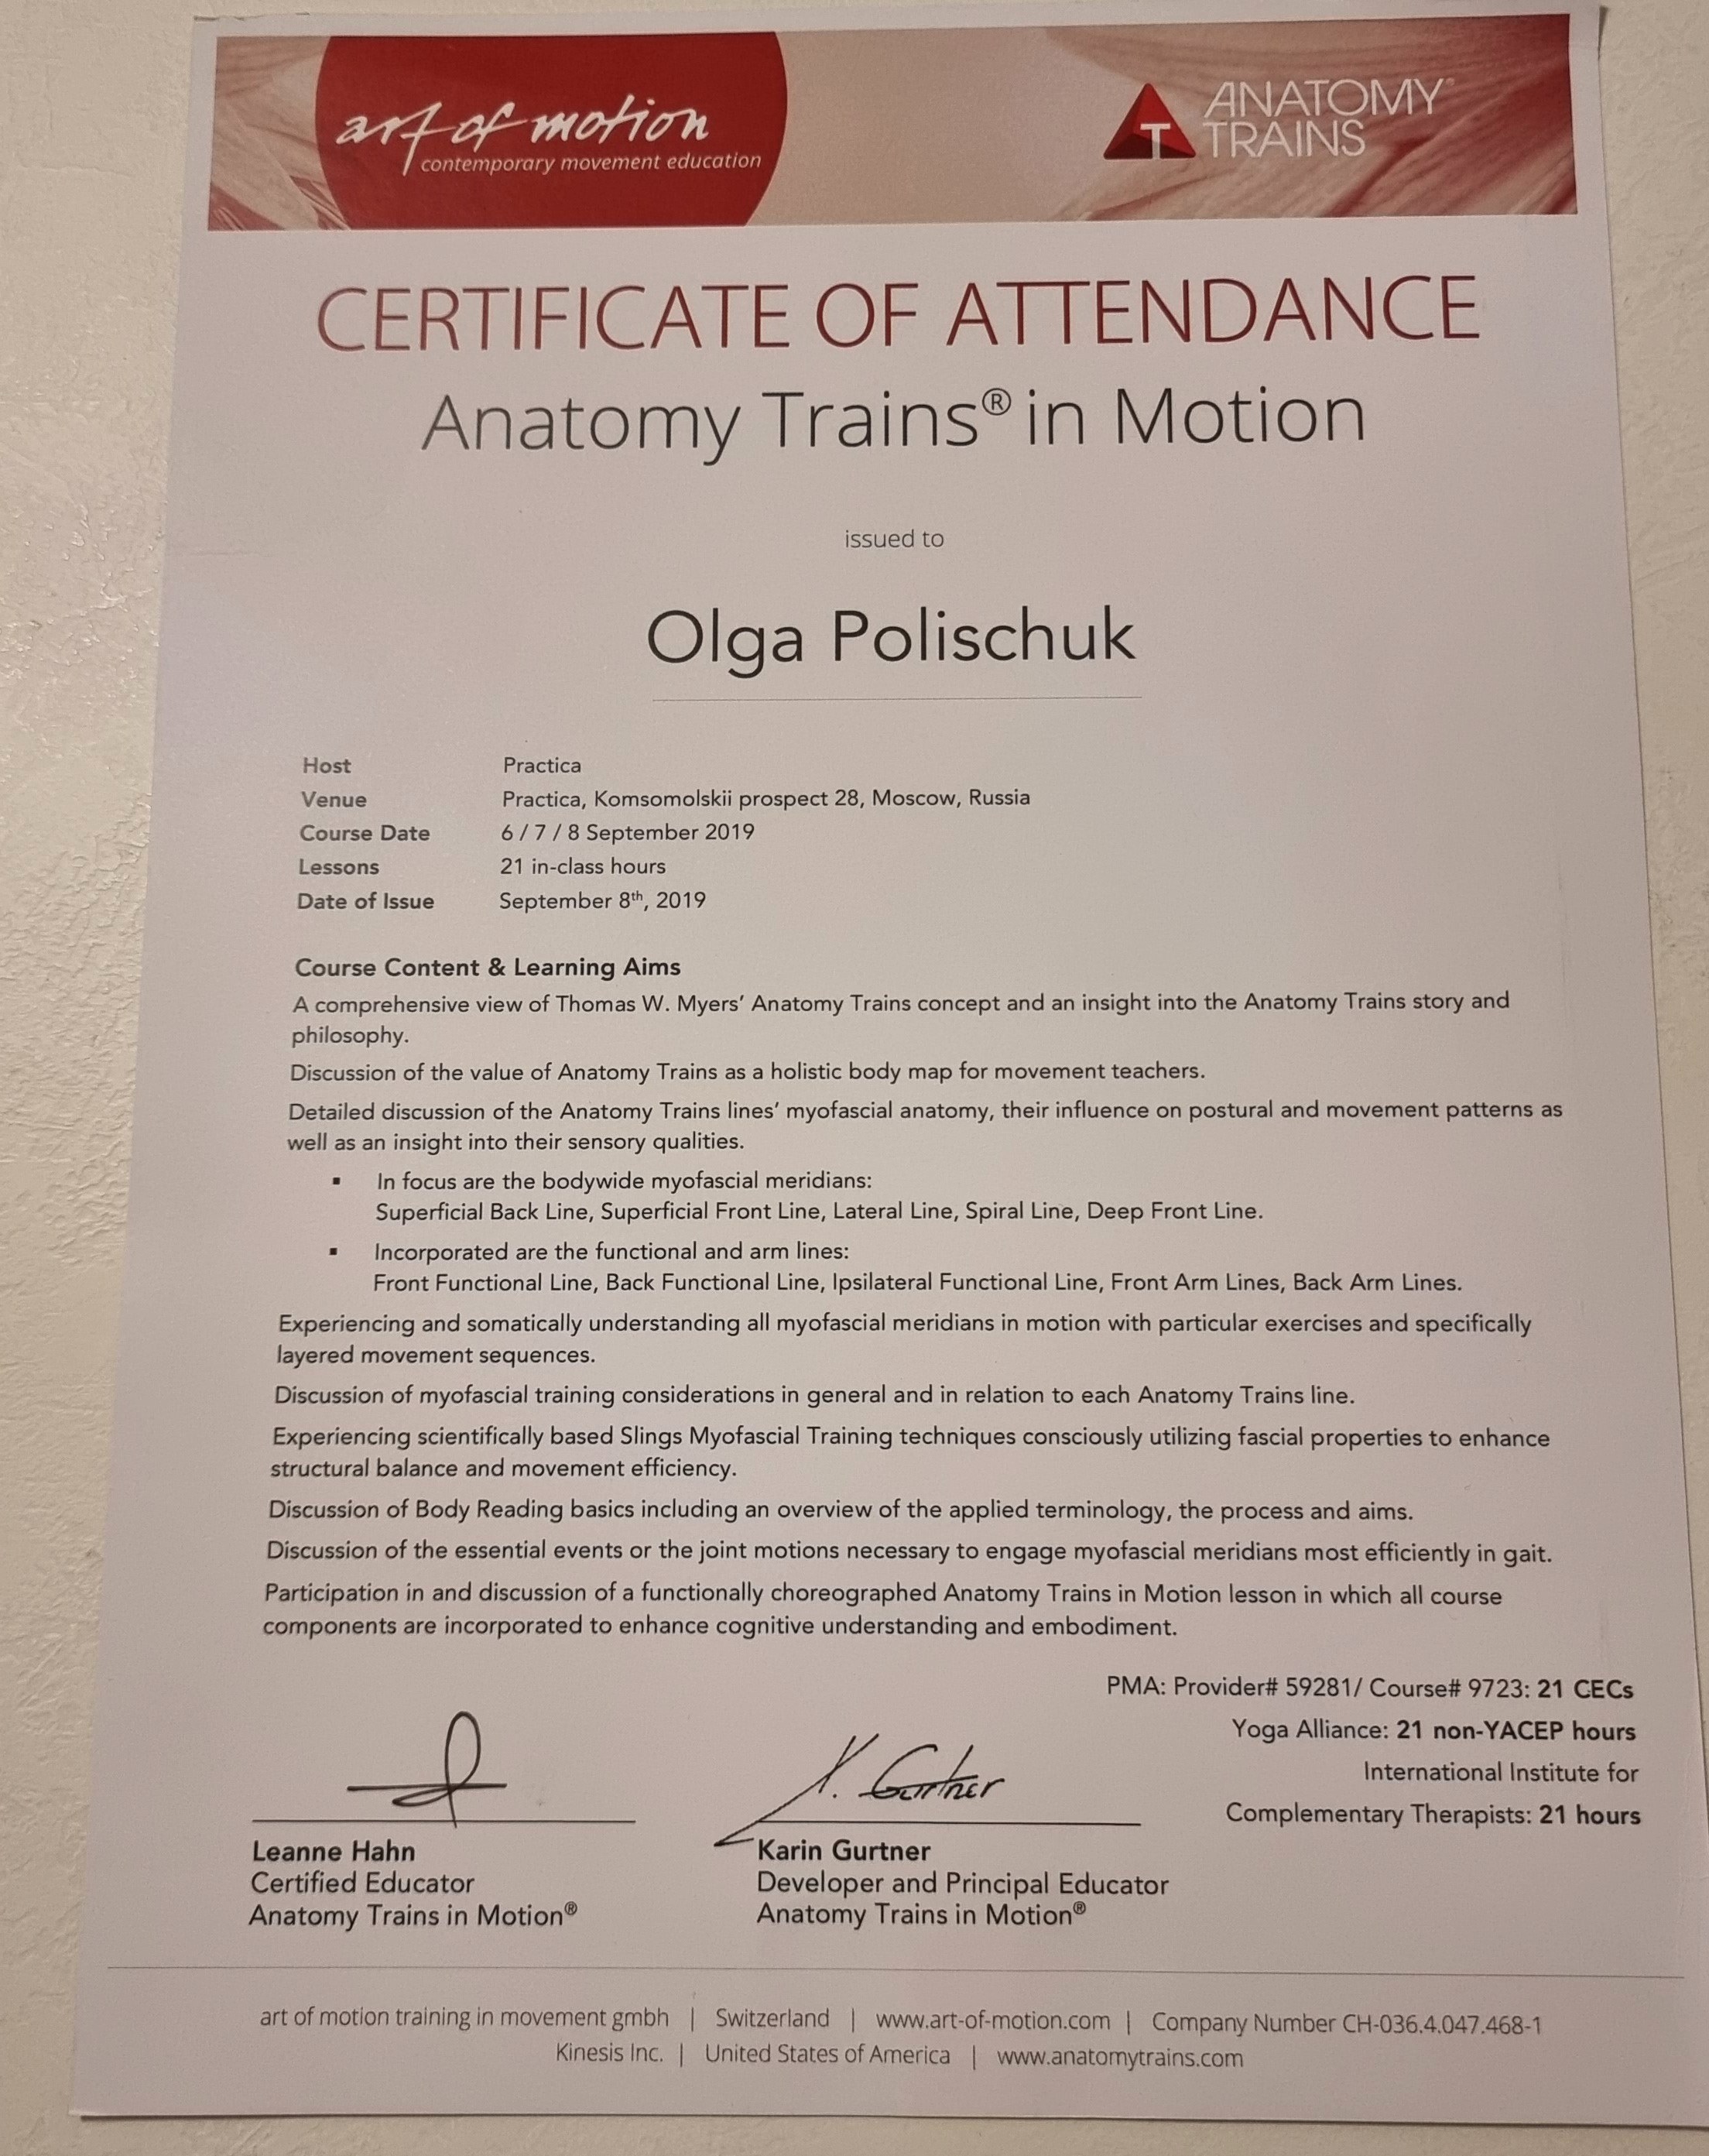 art of motion
contemporary movement education
T
ANATOMY
TRAINS
CERTIFICATE OF ATTENDANCE
Anatomy Trains® in Motion
issued to
Olga Polischuk
Host Practica
Venue Practica, Komsomolskii prospect 28, Moscow, Russia
Course Date 6 / 7 / 8 September 2019
Lessons 21 in-class hours
Date of Issue September 8th, 2019
Course Content & Learning Aims
A comprehensive view of Thomas W. Myers’ Anatomy Trains concept and an insight into the Anatomy Trains story and
philosophy.
Discussion of the value of Anatomy Trains as a holistic body map for movement teachers.
Detailed discussion of the Anatomy Trains lines’ myofascial anatomy, their influence on postural and movement patterns as
well as an insight into their sensory qualities.
▪ In focus are the bodywide myofascial meridians:
Superficial Back Line, Superficial Front Line, Lateral Line, Spiral Line, Deep Front Line.
▪ Incorporated are the functional and arm lines:
Front Functional Line, Back Functional Line, Ipsilateral Functional Line, Front Arm Lines, Back Arm Lines.
Experiencing and somatically understanding all myofascial meridians in motion with particular exercises and specifically
layered movement sequences.
Discussion of myofascial training considerations in general and in relation to each Anatomy Trains line.
Experiencing scientifically based Slings Myofascial Training techniques consciously utilizing fascial properties to enhance
structural balance and movement efficiency.
Discussion of Body Reading basics including an overview of the applied terminology, the process and aims.
Discussion of the essential events or the joint motions necessary to engage myofascial meridians most efficiently in gait.
Participation in and discussion of a functionally choreographed Anatomy Trains in Motion lesson in which all course
components are incorporated to enhance cognitive understanding and embodiment.
PMA: Provider# 59281/ Course# 9723: 21 CECs
Yoga Alliance: 21 non-YACEP hours
International Institute for
Complementary Therapists: 21 hours
K. Gurtner
Leanne Hahn
Certified Educator
Anatomy Trains in Motion®
Karin Gurtner
Developer and Principal Educator
Anatomy Trains in Motion®
art of motion training in movement gmbh | Switzerland | www.art-of-motion.com | Company Number CH-036.4.047.468-1
Kinesis Inc. | United States of America | www.anatomytrains.com